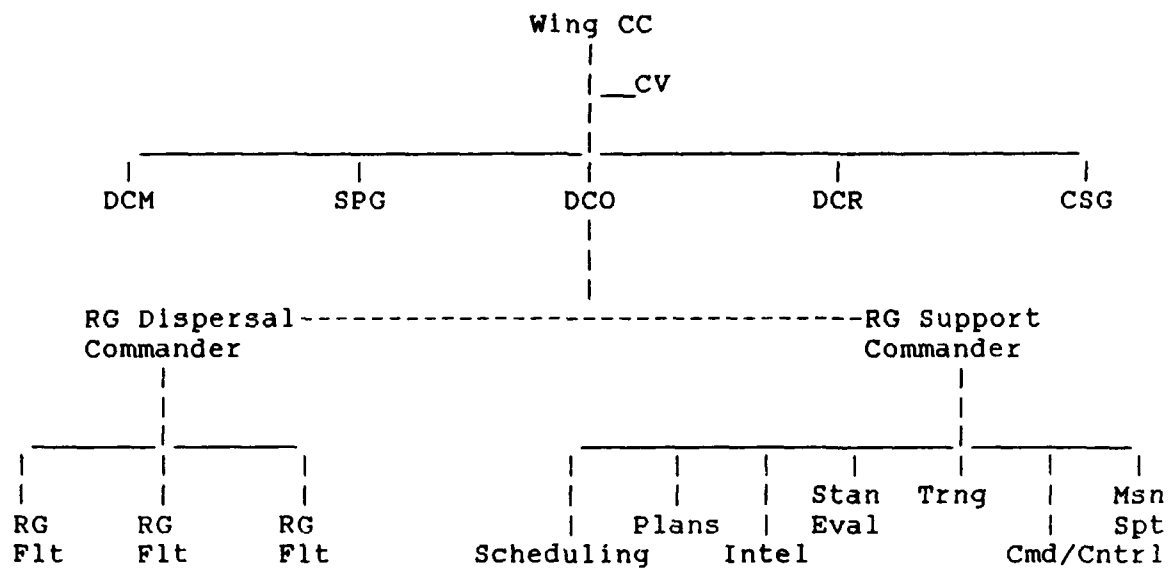 Wing CC
CV
DCM SPG DCO DCR CSG
RG Dispersal RG Support
Commander Commander
Stan Trng Msn
RG RG RG Plans Eval Spt
Flt Flt Flt Scheduling Intel Cmd/Cntrl